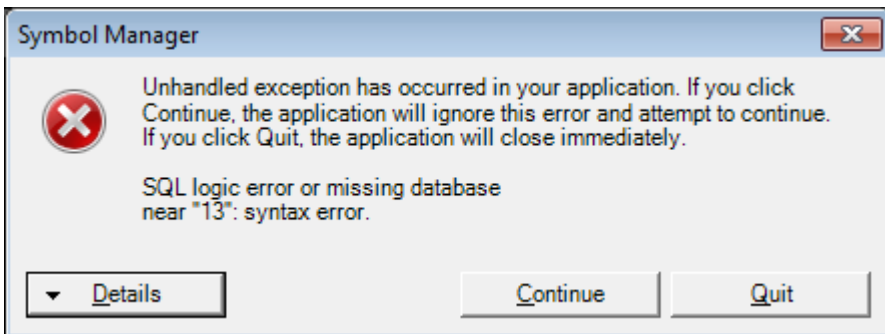 Symbol Manager
Unhandled exception has occurred in your application. If you click
Continue, the application will ignore this error and attempt to continue.
If you click Quit, the application will close immediately.
SQL logic error or missing database
near "13": syntax error.
Details
Continue
Quit